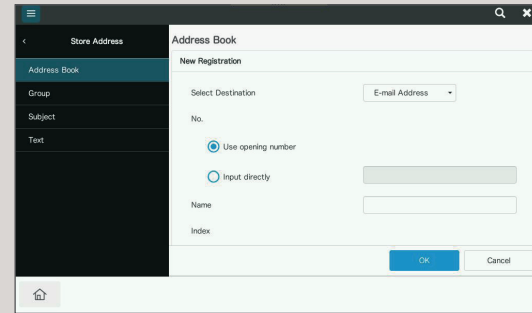 Store Address
Address Book
Group
Subject
Text
Address Book
New Registration
Select Destination
E-mail Address
No.
Use opening number
Input directly
Name
Index
OK
Cancel